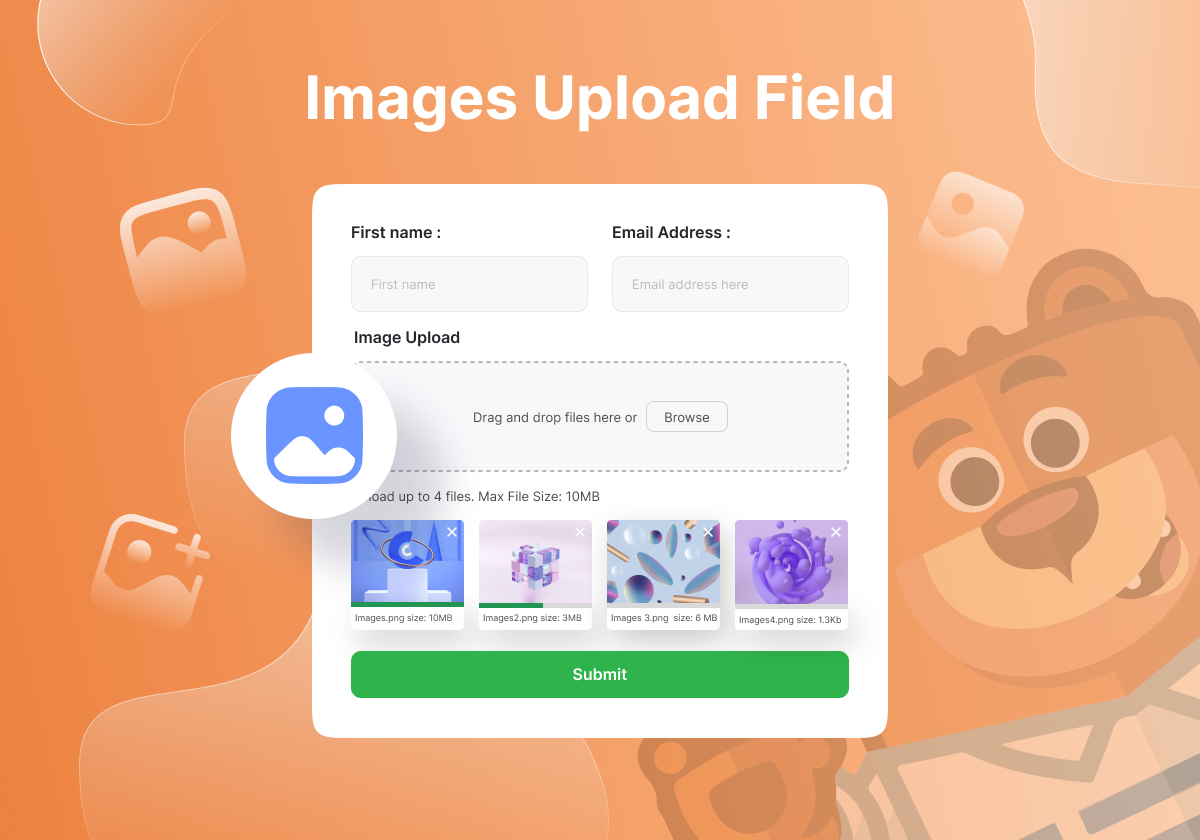 Images Upload Field
First name :
Email Address :
First name
Email address here
Image Upload
Drag and drop files here or
Browse
load up to 4 files. Max File Size: 10MB
Images.png size: 10MB
Images2.png size: 3MB
Images 3.png  size: 6 MB
Images4.png size: 1.3Kb
Submit